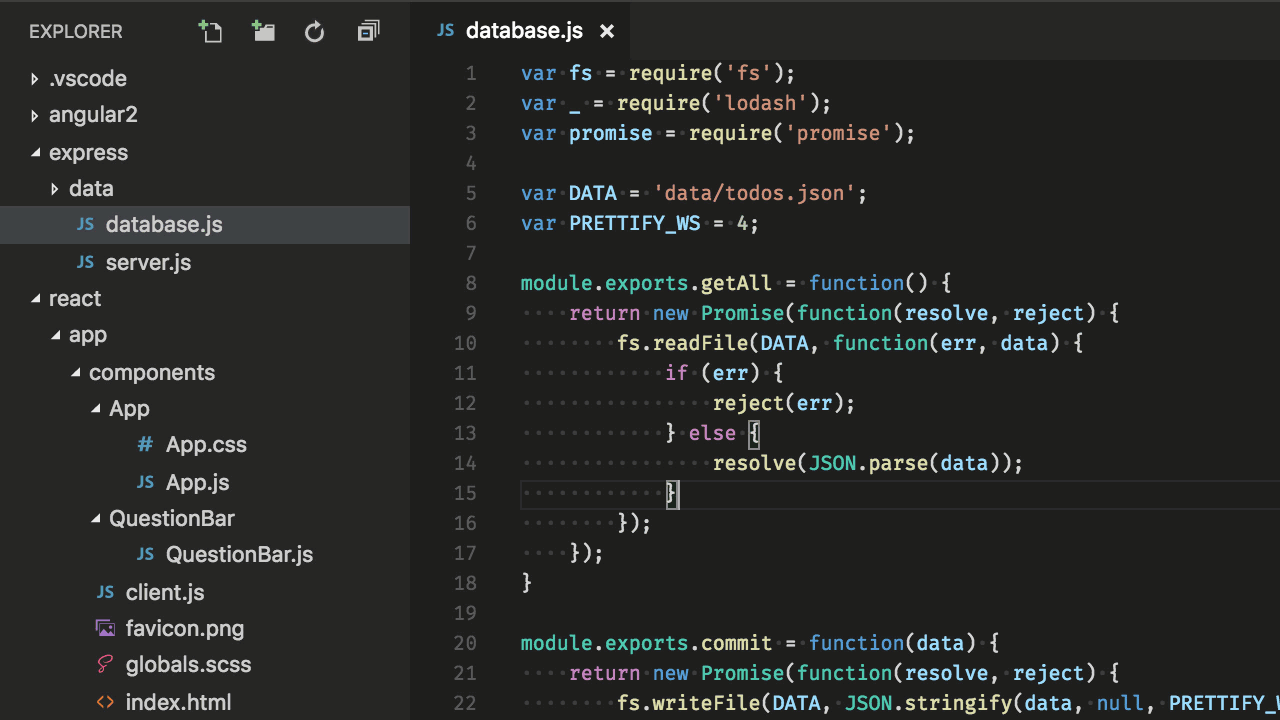 EXPLORER
.vscode
angular2
express
data
JS database.js
JS server.js
react
app
components
App
# App.css
JS App.js
QuestionBar
JS QuestionBar.js
JS client.js
favicon.png
globals.scss
<> index.html
JS database.js ×
1 var fs = require('fs');
2 var _ = require('lodash');
3 var promise = require('promise');
4
5 var DATA = 'data/todos.json';
6 var PRETTIFY_WS = 4;
7
8 module.exports.getAll = function() {
9     return new Promise(function(resolve, reject) {
10         fs.readFile(DATA, function(err, data) {
11             if (err) {
12                 reject(err);
13             } else {
14                 resolve(JSON.parse(data));
15             }
16         });
17     });
18 }
19
20 module.exports.commit = function(data) {
21     return new Promise(function(resolve, reject) {
22         fs.writeFile(DATA, JSON.stringify(data, null, PRETTIFY_